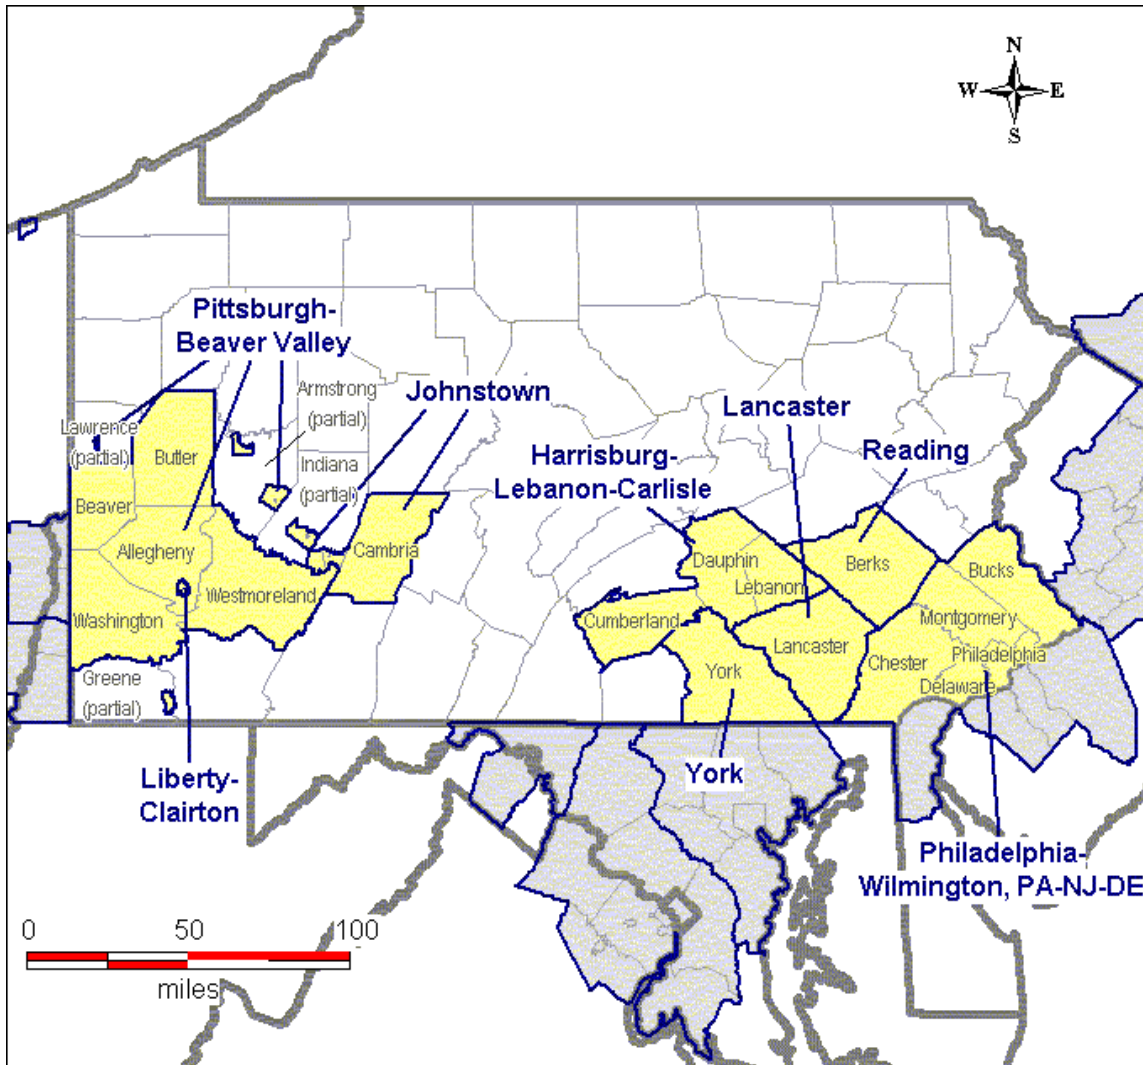 N
W
E
S
Pittsburgh-
Beaver Valley
Armstrong
(partial)
Johnstown
Lancaster
Lawrence
(partial)
Butler
Indiana
(partial)
Harrisburg-
Lebanon-Carlisle
Reading
Beaver
Allegheny
Cambria
Dauphin
Lebanon
Berks
Bucks
Westmoreland
Washington
Cumberland
Montgomery
Lancaster
Philadelphia
York
Chester
Delaware
Greene
(partial)
Liberty-
Clairton
York
Philadelphia-
Wilmington, PA-NJ-DE
0
50
100
miles